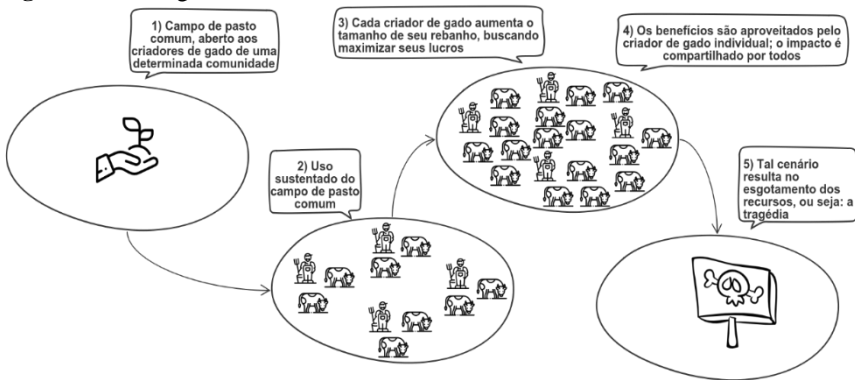 1) Campo de pasto
comum, aberto aos
criadores de gado de uma
determinada comunidade
2) Uso
sustentado do
campo de pasto
comum
3) Cada criador de gado aumenta o
tamanho de seu rebanho, buscando
maximizar seus lucros
4) Os benefícios são aproveitados pelo
criador de gado individual; o impacto é
compartilhado por todos
5) Tal cenário
resulta no
esgotamento dos
recursos, ou seja: a
tragédia